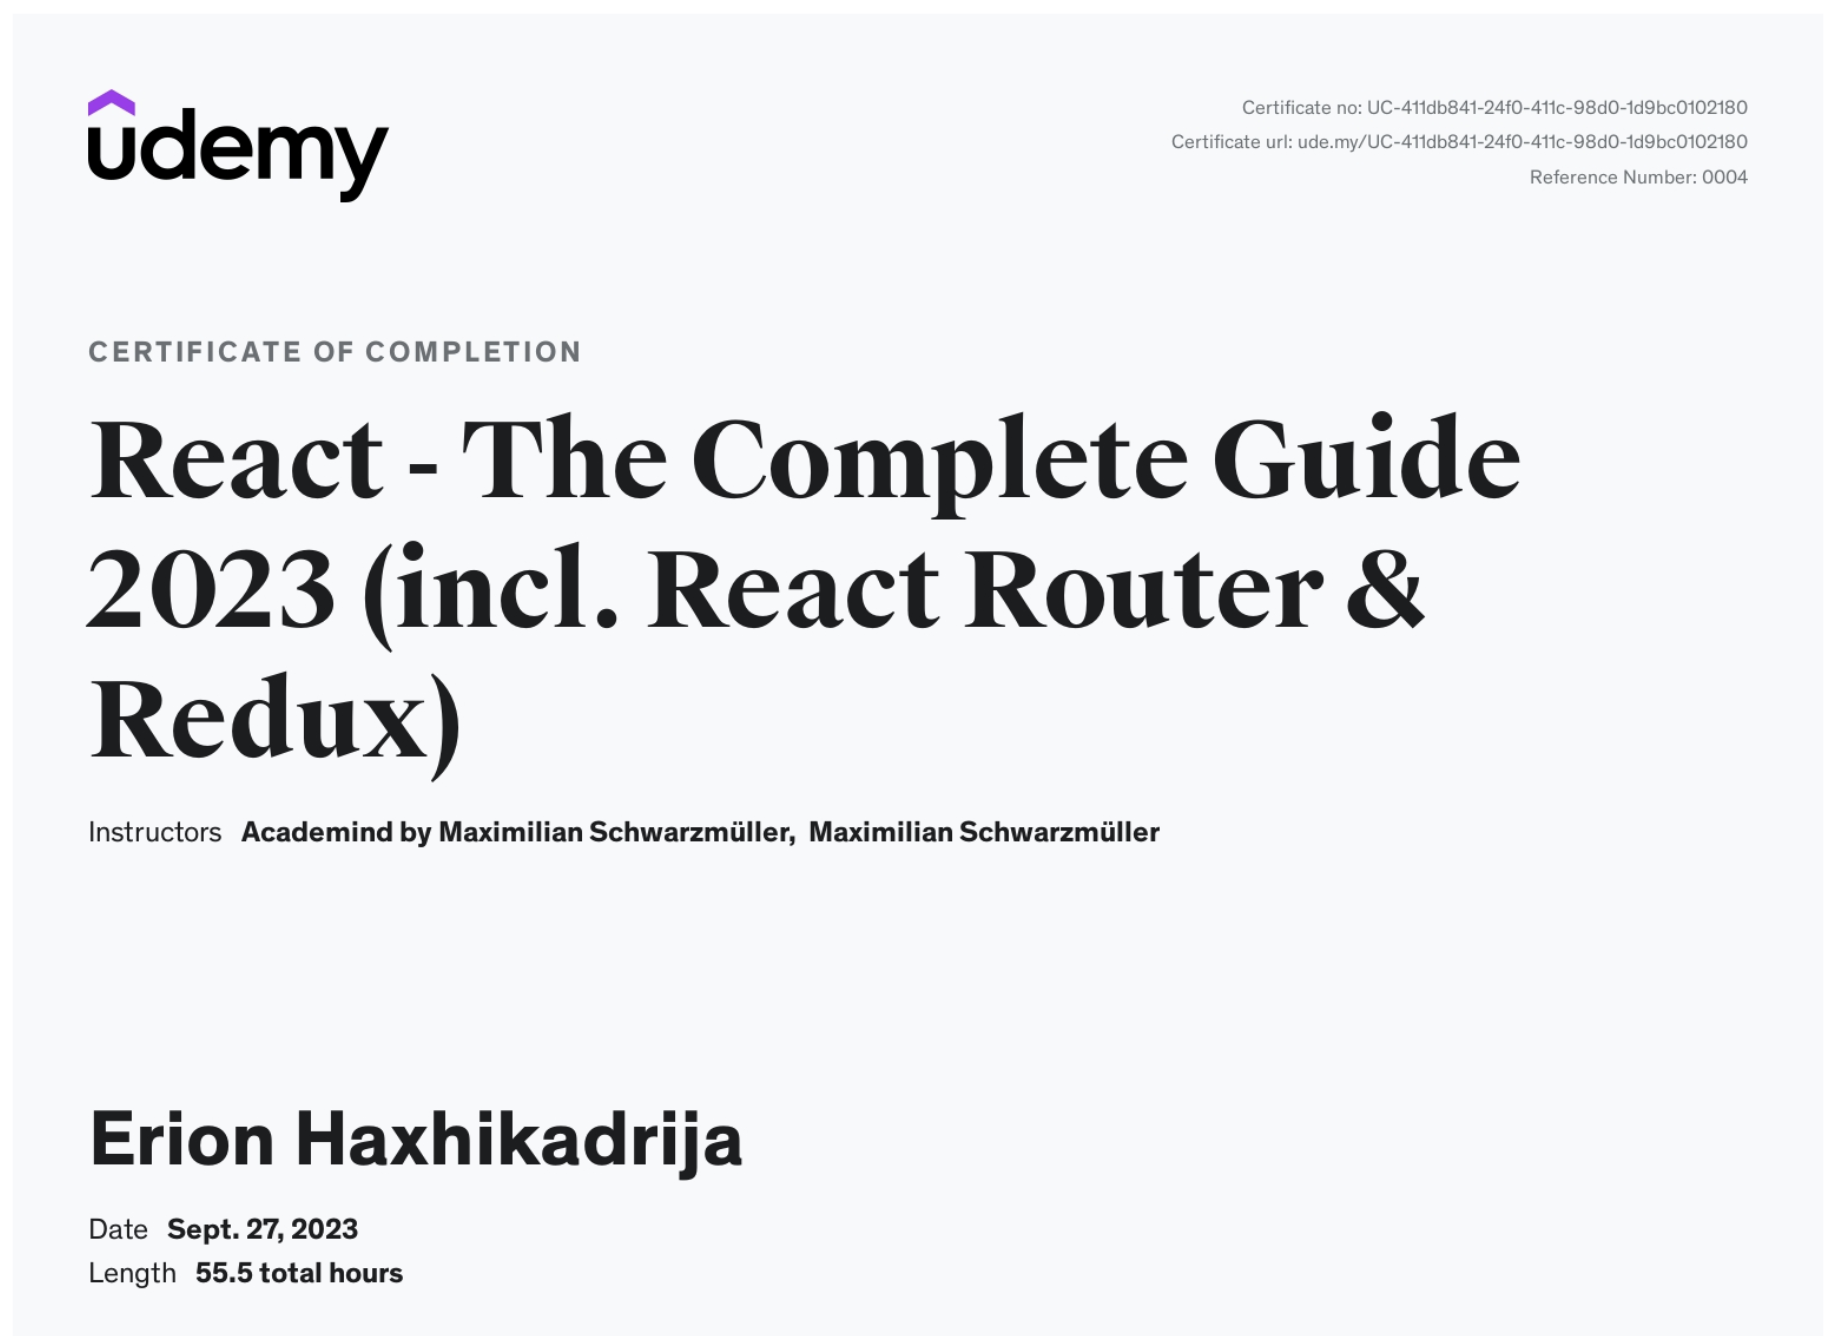 udemy
Certificate no: UC-411db841-24f0-411c-98d0-1d9bc0102180
Certificate url: ude.my/UC-411db841-24f0-411c-98d0-1d9bc0102180
Reference Number: 0004
CERTIFICATE OF COMPLETION
React - The Complete Guide
2023 (incl. React Router &
Redux)
Instructors Academind by Maximilian Schwarzmüller, Maximilian Schwarzmüller
Erion Haxhikadrija
Date Sept. 27, 2023
Length 55.5 total hours